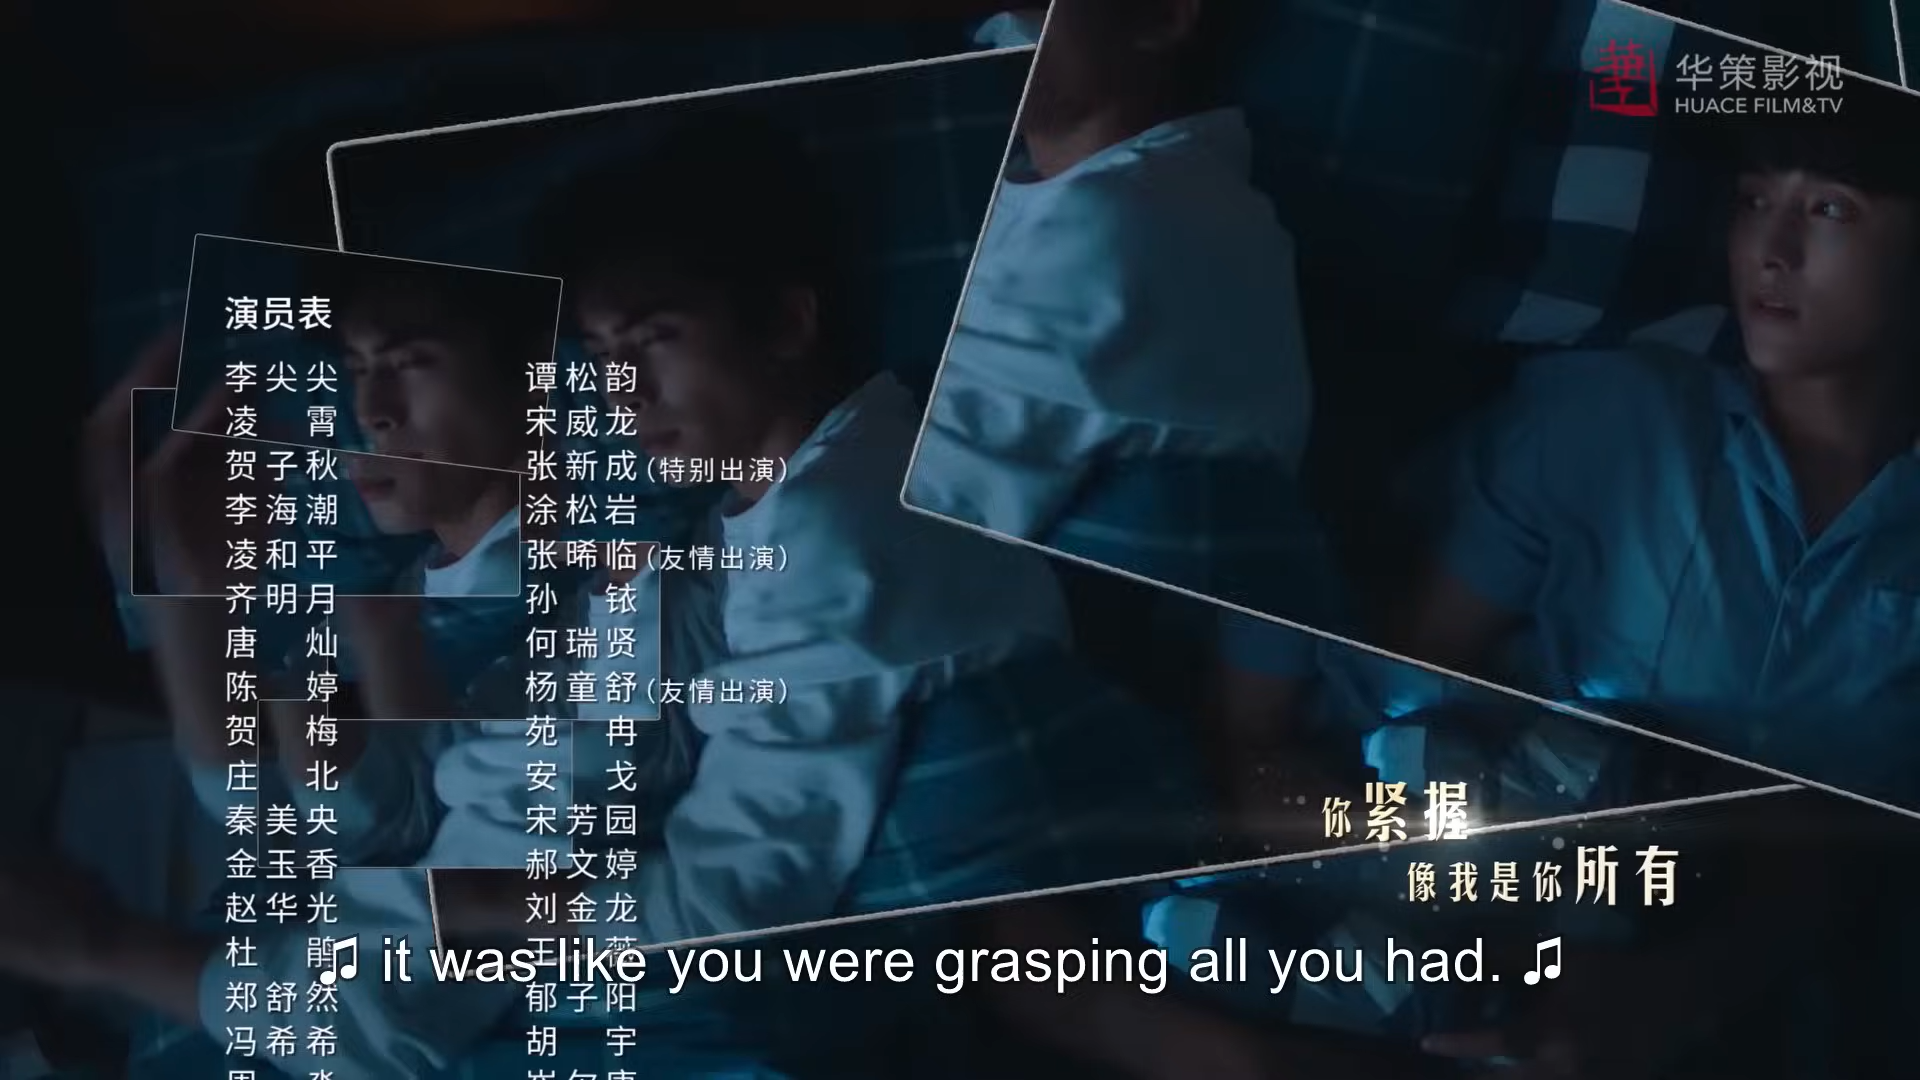 华策影视
HUACE FILM&TV
演员表
李尖尖 谭松韵
凌霄 宋威龙
贺子秋 张新成(特别出演)
李海潮 涂松岩
凌和平 张晞临(友情出演)
齐明月 孙铱
唐灿 何瑞贤
陈婷 杨童舒(友情出演)
贺梅 苑冉
庄北 安戈
秦美央 宋芳园
金玉香 郝文婷
赵华光 刘金龙
杜鹃 王薇
郑舒然 郁子阳
冯希希 胡宇
你紧握
像我是你所有
♫ it was like you were grasping all you had. ♫